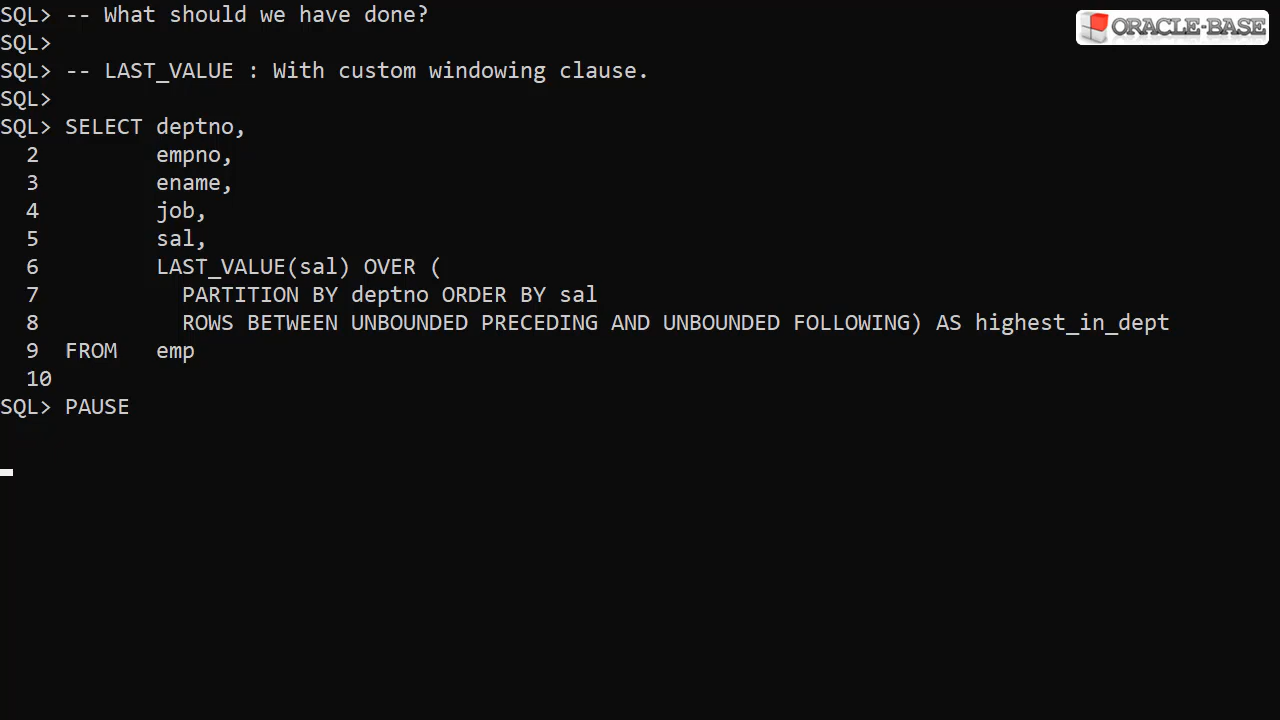 SQL> -- What should we have done?
ORACLE-BASE
SQL>
SQL> -- LAST_VALUE : With custom windowing clause.
SQL>
SQL> SELECT deptno,
  2         empno,
  3         ename,
  4         job,
  5         sal,
  6         LAST_VALUE(sal) OVER (
  7           PARTITION BY deptno ORDER BY sal
  8           ROWS BETWEEN UNBOUNDED PRECEDING AND UNBOUNDED FOLLOWING) AS highest_in_dept
  9  FROM   emp
  10
SQL> PAUSE